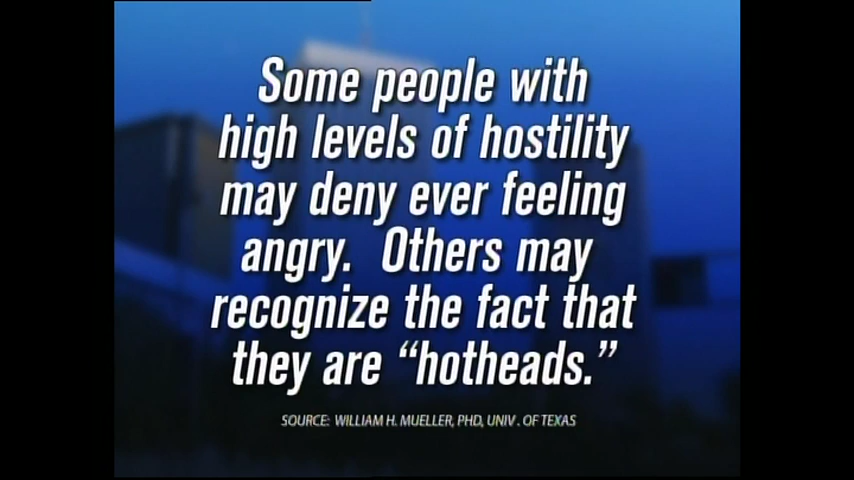 Some people with
high levels of hostility
may deny ever feeling
angry.  Others may
recognize the fact that
they are “hotheads.”
SOURCE: WILLIAM H. MUELLER, PHD, UNIV. OF TEXAS